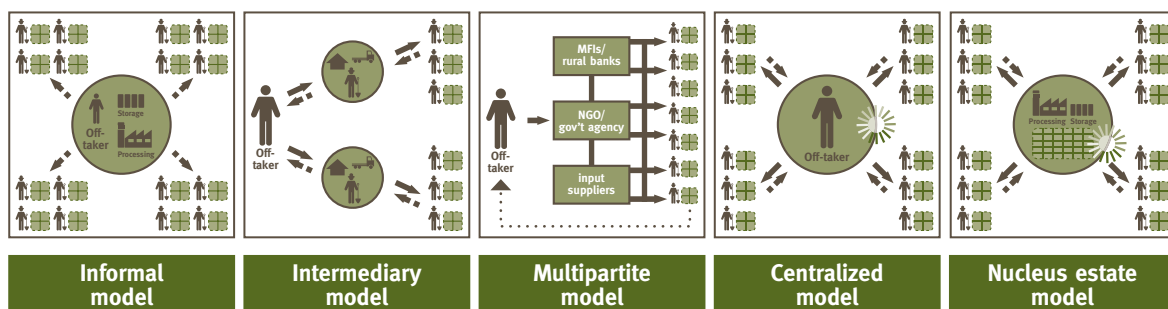 Off-
taker
Storage
Processing
Informal
model
Off-
taker
Intermediary
model
MFIs/
rural banks
NGO/
gov't agency
input
suppliers
Off-
taker
Multipartite
model
Off-taker
Centralized
model
Processing Storage
Nucleus estate
model